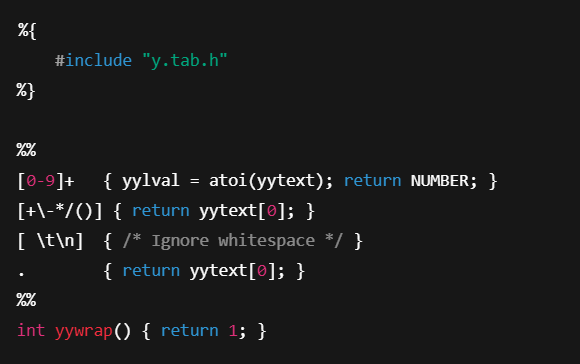 %{
    #include "y.tab.h"
%}

%%
[0-9]+   { yylval = atoi(yytext); return NUMBER; }
[+\-*/()] { return yytext[0]; }
[ \t\n]  { /* Ignore whitespace */ }
.        { return yytext[0]; }
%%
int yywrap() { return 1; }